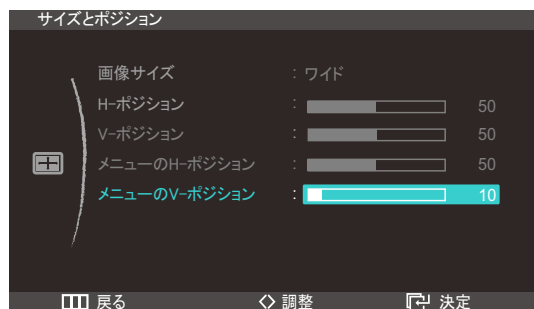 サイズとポジション
画像サイズ : ワイド
H-ポジション : 50
V-ポジション : 50
メニューのH-ポジション : 50
メニューのV-ポジション : 10
戻る 調整 決定